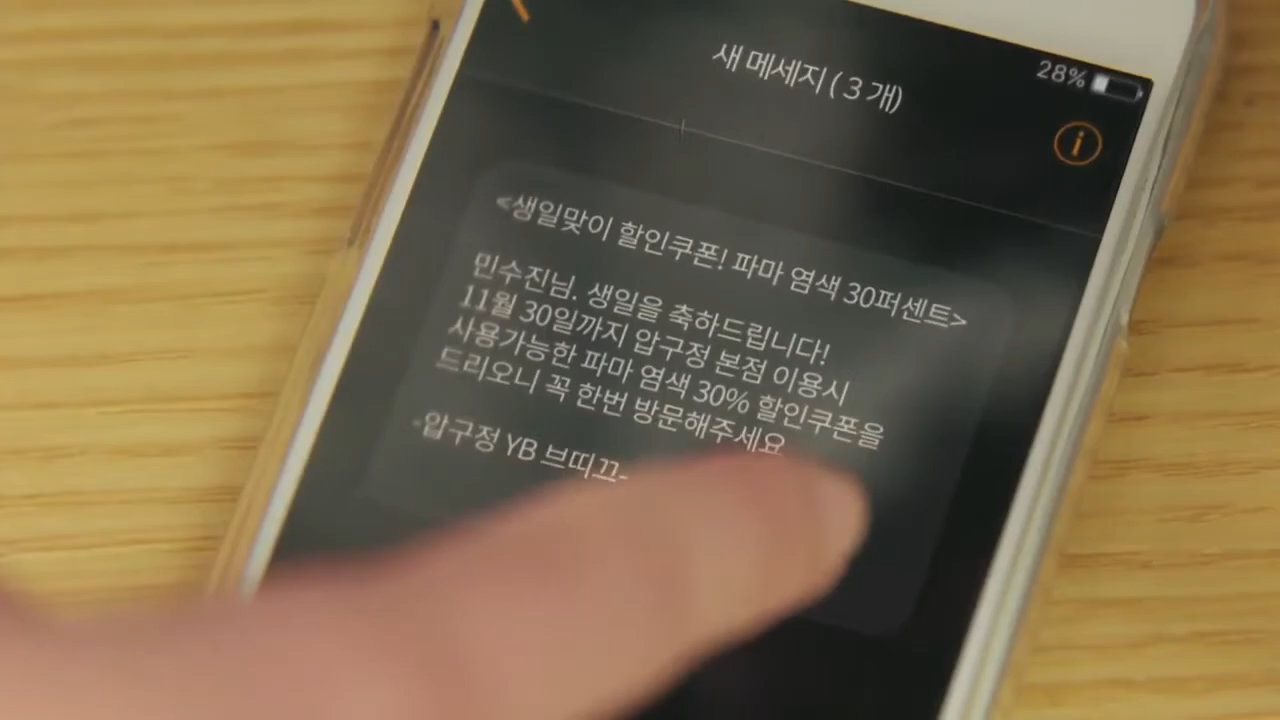 새 메세지 ( 3 개)
28%
i
<생일맞이 할인쿠폰! 파마 염색 30퍼센트>
민수진님. 생일을 축하드립니다!
11월 30일까지 압구정 본점 이용시
사용가능한 파마 염색 30% 할인쿠폰을
드리오니 꼭 한번 방문해주세요
-압구정 YB 브띠끄-